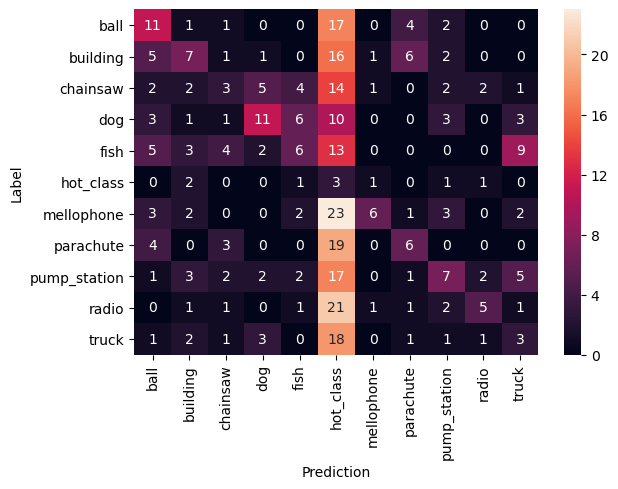 ball 11 1 1 0 0 17 0 4 2 0 0
building 5 7 1 1 0 16 1 6 2 0 0
chainsaw 2 2 3 5 4 14 1 0 2 2 1
dog 3 1 1 11 6 10 0 0 3 0 3
fish 5 3 4 2 6 13 0 0 0 0 9
hot_class 0 2 0 0 1 3 1 0 1 1 0
mellophone 3 2 0 0 2 23 6 1 3 0 2
parachute 4 0 3 0 0 19 0 6 0 0 0
pump_station 1 3 2 2 2 17 0 1 7 2 5
radio 0 1 1 0 1 21 1 1 2 5 1
truck 1 2 1 3 0 18 0 1 1 1 3
Label
ball building chainsaw dog fish hot_class mellophone parachute pump_station radio truck
Prediction
20
16
12
8
4
0